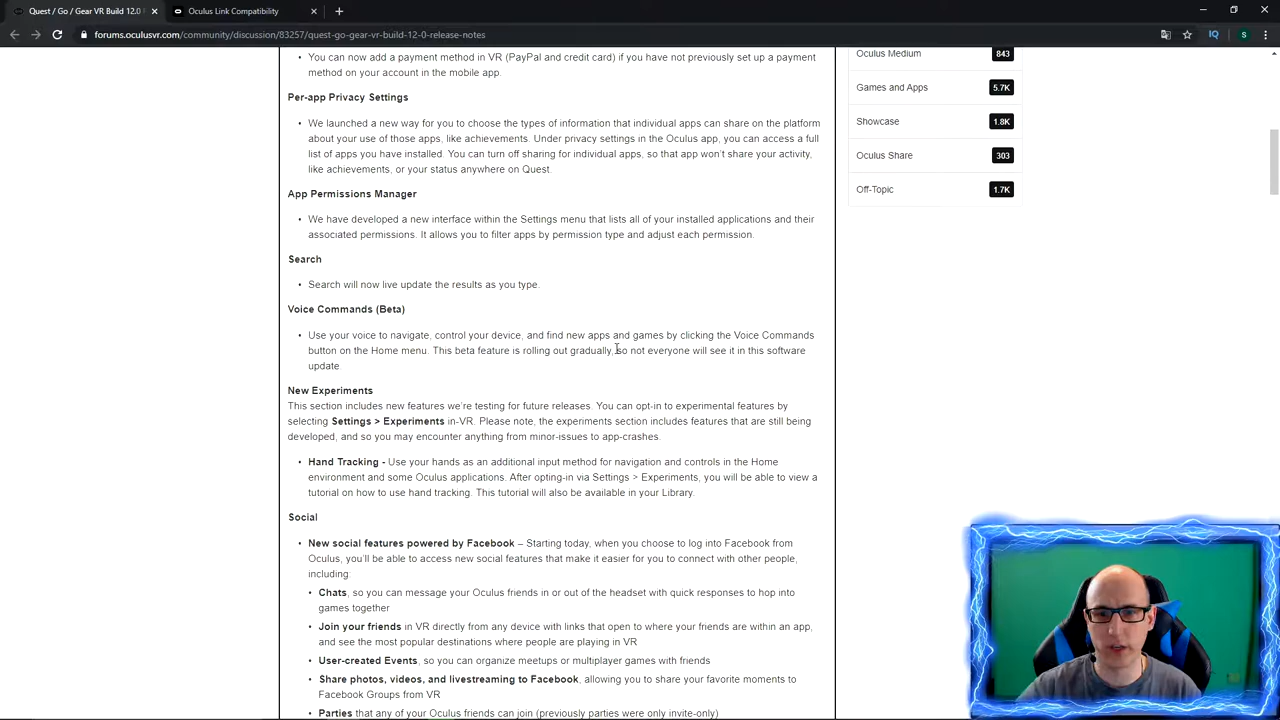 Quest / Go / Gear VR Build 12.0
Oculus Link Compatibility
forums.oculusvr.com/community/discussion/83257/quest-go-gear-vr-build-12-0-release-notes
• You can now add a payment method in VR (PayPal and credit card) if you have not previously set up a payment
method on your account in the mobile app.
Per-app Privacy Settings
• We launched a new way for you to choose the types of information that individual apps can share on the platform
about your use of those apps, like achievements. Under privacy settings in the Oculus app, you can access a full
list of apps you have installed. You can turn off sharing for individual apps, so that app won't share your activity,
like achievements, or your status anywhere on Quest.
App Permissions Manager
• We have developed a new interface within the Settings menu that lists all of your installed applications and their
associated permissions. It allows you to filter apps by permission type and adjust each permission.
Search
• Search will now live update the results as you type.
Voice Commands (Beta)
• Use your voice to navigate, control your device, and find new apps and games by clicking the Voice Commands
button on the Home menu. This beta feature is rolling out gradually, so not everyone will see it in this software
update.
New Experiments
This section includes new features we're testing for future releases. You can opt-in to experimental features by
selecting Settings > Experiments in-VR. Please note, the experiments section includes features that are still being
developed, and so you may encounter anything from minor-issues to app-crashes.
• Hand Tracking - Use your hands as an additional input method for navigation and controls in the Home
environment and some Oculus applications. After opting-in via Settings > Experiments, you will be able to view a
tutorial on how to use hand tracking. This tutorial will also be available in your Library.
Social
• New social features powered by Facebook – Starting today, when you choose to log into Facebook from
Oculus, you'll be able to access new social features that make it easier for you to connect with other people,
including:
• Chats, so you can message your Oculus friends in or out of the headset with quick responses to hop into
games together
• Join your friends in VR directly from any device with links that open to where your friends are within an app,
and see the most popular destinations where people are playing in VR
• User-created Events, so you can organize meetups or multiplayer games with friends
• Share photos, videos, and livestreaming to Facebook, allowing you to share your favorite moments to
Facebook Groups from VR
• Parties that any of your Oculus friends can join (previously parties were only invite-only)
Oculus Medium 843
Games and Apps 5.7K
Showcase 1.8K
Oculus Share 303
Off-Topic 1.7K
IQ
S